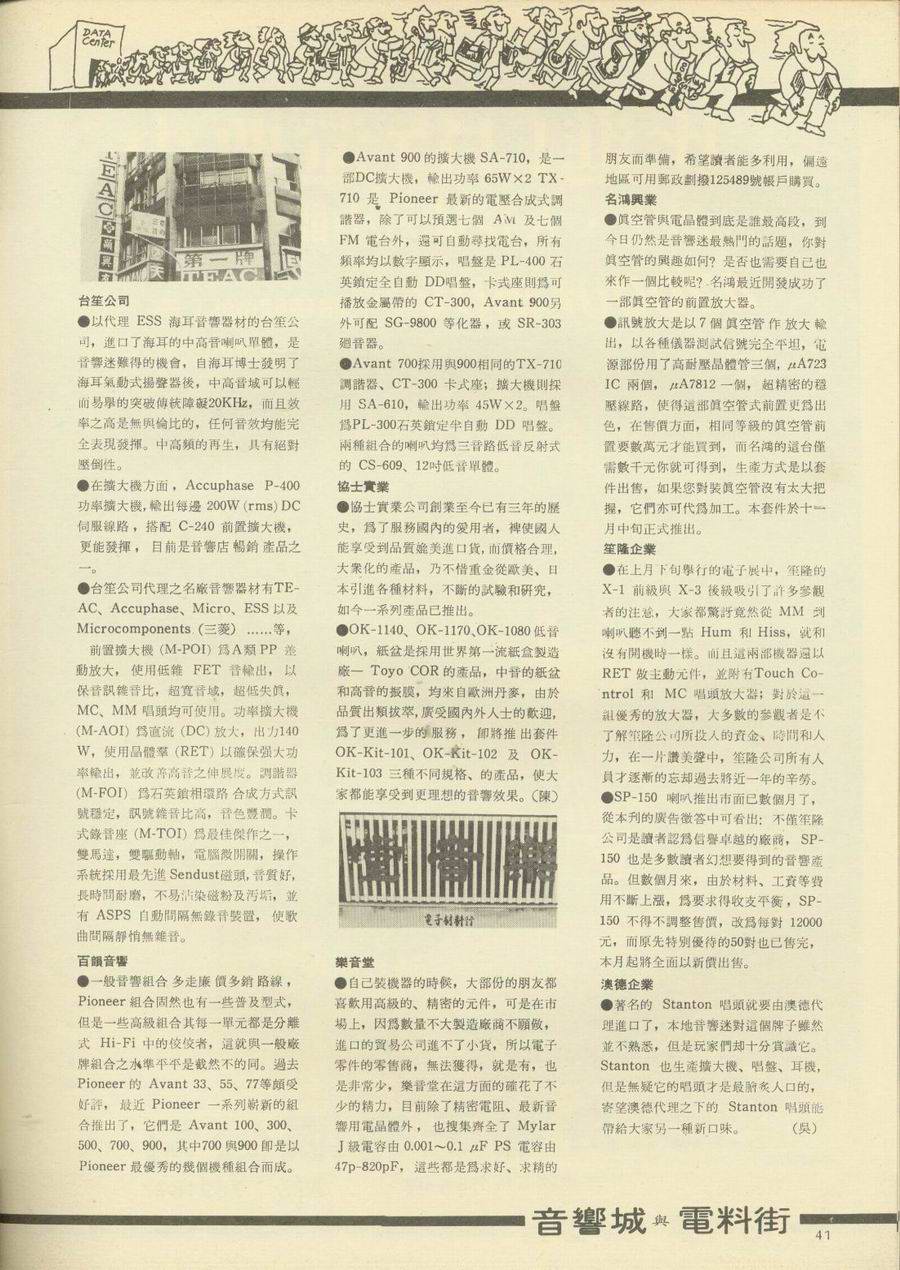 DATA
Center
TEAC
第一牌
TEAC
台笙公司
●以代理 ESS 海耳音響器材的台笙公
司，進口了海耳的中高音喇叭單體，是
音響迷難得的機會，自海耳博士發明了
海耳氣動式揚聲器後，中高音域可以輕
而易舉的突破傳統障礙20KHz，而且效
率之高是無與倫比的，任何音效均能完
全表現發揮。中高頻的再生，具有絕對
壓倒性。
●在擴大機方面，Accuphase P-400
功率擴大機，輸出每邊 200W (rms) DC
伺服線路，搭配 C-240 前置擴大機，
更能發揮，目前是音響店暢銷產品之
一。
●台笙公司代理之名廠音響器材有TE-
AC、Accuphase、Micro、ESS 以及
Microcomponents（三菱）……等，
前置擴大機 (M-POI) 爲A類 PP 差
動放大，使用低雜 FET 音輸出，以
保音訊雜音比，超寬音域，超低失眞，
MC、MM 唱頭均可使用。功率擴大機
(M-AOI) 爲直流 (DC) 放大，出力140
W，使用晶體羣 (RET) 以確保强大功
率輸出，並改善高音之伸展度。調諧器
(M-FOI) 爲石英鎖相環路合成方式訊
號穩定，訊號雜音比高，音色豐潤。卡
式錄音座 (M-TOI) 爲最佳傑作之一，
雙馬達，雙驅動軸，電腦微開關，操作
系統採用最先進 Sendust磁頭，音質好，
長時間耐磨，不易沾染磁粉及汚垢，並
有 ASPS 自動間隔無錄音裝置，使歌
曲間隔靜悄無雜音。
百韻音響
●一般音響組合多走廉價多銷路線，
Pioneer 組合固然也有一些普及型式，
但是一些高級組合其每一單元都是分離
式 Hi-Fi 中的佼佼者，這就與一般廠
牌組合之水準平平是截然不的同。過去
Pioneer 的 Avant 33、55、77等頗受
好評，最近 Pioneer 一系列嶄新的組
合推出了，它們是 Avant 100、300、
500、700、900，其中700 與900 卽是以
Pioneer 最優秀的幾個機種組合而成。
●Avant 900 的擴大機 SA-710，是一
部DC擴大機，輸出功率 65W×2 TX-
710 是 Pioneer 最新的電壓合成式調
諧器，除了可以預選七個 AM 及七個
FM 電台外，還可自動尋找電台，所有
頻率均以數字顯示，唱盤是 PL-400 石
英鎖定全自動 DD唱盤，卡式座則爲可
播放金屬帶的 CT-300，Avant 900另
外可配 SG-9800 等化器，或 SR-303
廻音器。
●Avant 700採用與900相同的TX-710
調諧器、CT-300 卡式座；擴大機則採
用 SA-610，輸出功率 45W×2。唱盤
爲PL-300石英鎖定半自動 DD 唱盤。
兩種組合的喇叭均爲三音路低音反射式
的 CS-609、12吋低音單體。
協士實業
●協士實業公司創業至今已有三年的歷
史，爲了服務國內的愛用者，裨使國人
能享受到品質媲美進口貨,而價格合理,
大衆化的產品，乃不惜重金從歐美、日
本引進各種材料，不斷的試驗和硏究，
如今一系列產品已推出。
●OK-1140、OK-1170、OK-1080 低音
喇叭，紙盆是採用世界第一流紙盒製造
廠— Toyo COR 的產品，中音的紙盆
和高音的振膜，均來自歐洲丹麥，由於
品質出類拔萃,廣受國內外人士的歡迎,
爲了更進一步的服務，卽將推出套件
OK-Kit-101、OK-Kit-102 及 OK-
Kit-103 三種不同規格、的產品，使大
家都能享受到更理想的音響效果。（陳）
電子材料行
樂音堂
●自己裝機器的時候，大部份的朋友都
喜歡用高級的、精密的元件，可是在市
場上，因爲數量不大製造廠商不願做，
進口的貿易公司進不了小貨，所以電子
零件的零售商，無法獲得，就是有，也
是非常少，樂音堂在這方面的確花了不
少的精力，目前除了精密電阻、最新音
響用電晶體外，也搜集齊全了 Mylar
J 級電容由 0.001～0.1 μF PS 電容由
47p-820pF，這些都是爲求好、求精的
朋友而準備，希望讀者能多利用，偏遠
地區可用郵政劃撥125489號帳戶購買。
名鴻興業
●眞空管與電晶體到底是誰最高段，到
今日仍然是音響迷最熱門的話題，你對
眞空管的興趣如何？是否也需要自己也
來作一個比較呢？名鴻最近開發成功了
一部眞空管的前置放大器。
●訊號放大是以 7 個眞空管作放大輸
出，以各種儀器測試信號完全平坦，電
源部份用了高耐壓晶體管三個，μA723
IC 兩個，μA7812 一個，超精密的穩
壓線路，使得這部眞空管式前置更爲出
色，在售價方面，相同等級的眞空管前
置要數萬元才能買到，而名鴻的這台僅
需數千元你就可得到，生產方式是以套
件出售，如果您對裝眞空管沒有太大把
握，它們亦可代爲加工。本套件於十一
月中旬正式推出。
笙隆企業
●在上月下旬舉行的電子展中，笙隆的
X-1 前級與 X-3 後級吸引了許多參觀
者的注意，大家都驚訝竟然從 MM 到
喇叭聽不到一點 Hum 和 Hiss，就和
沒有開機時一樣。而且這兩部機器還以
RET 做主動元件，並附有Touch Co-
ntrol 和 MC 唱頭放大器；對於這一
組優秀的放大器，大多數的參觀者是不
了解笙隆公司所投入的資金、時間和人
力，在一片讚美聲中，笙隆公司所有人
員才逐漸的忘却過去將近一年的辛勞。
●SP-150 喇叭推出市面已數個月了，
從本刋的廣告徵答中可看出；不僅笙隆
公司是讀者認爲信譽卓越的廠商，SP-
150 也是多數讀者幻想要得到的音響產
品。但數個月來，由於材料、工資等費
用不斷上漲，爲要求得收支平衡，SP-
150 不得不調整售價，改爲每對 12000
元，而原先特別優待的50對也已售完，
本月起將全面以新價出售。
澳德企業
●著名的 Stanton 唱頭就要由澳德代
理進口了，本地音響迷對這個牌子雖然
並不熟悉，但是玩家們却十分賞識它。
Stanton 也生產擴大機、唱盤、耳機，
但是無疑它的唱頭才是最膾炙人口的，
寄望澳德代理之下的 Stanton 唱頭能
帶給大家另一種新口味。（吳）
音響城與電料街
41